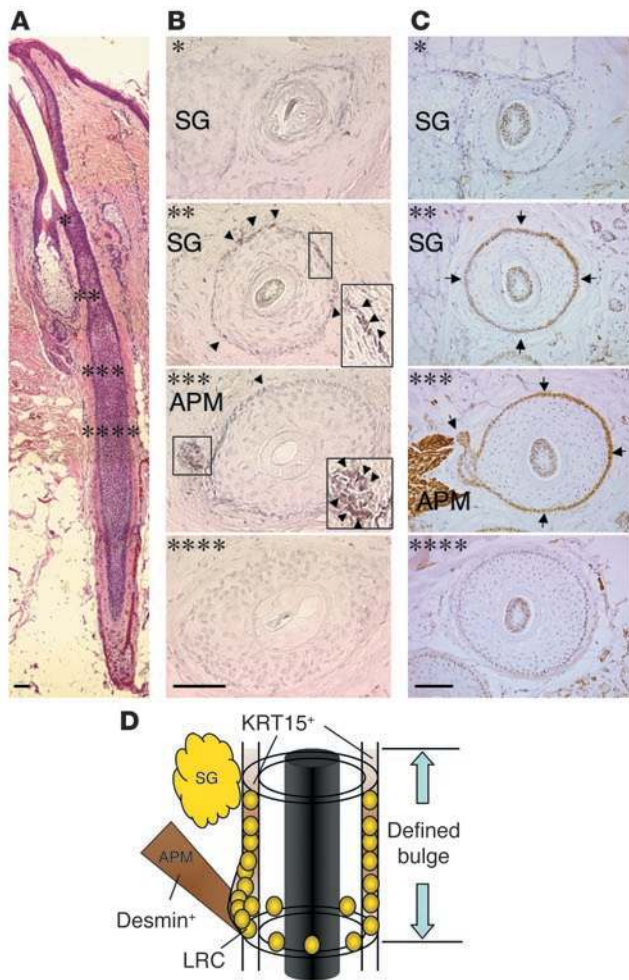 A B C
*
SG
*
SG
*
**
SG
**
SG
**
***
***
APM
***
APM
****
****
****
D
KRT15+
SG
APM
Defined
bulge
Desmin+
LRC